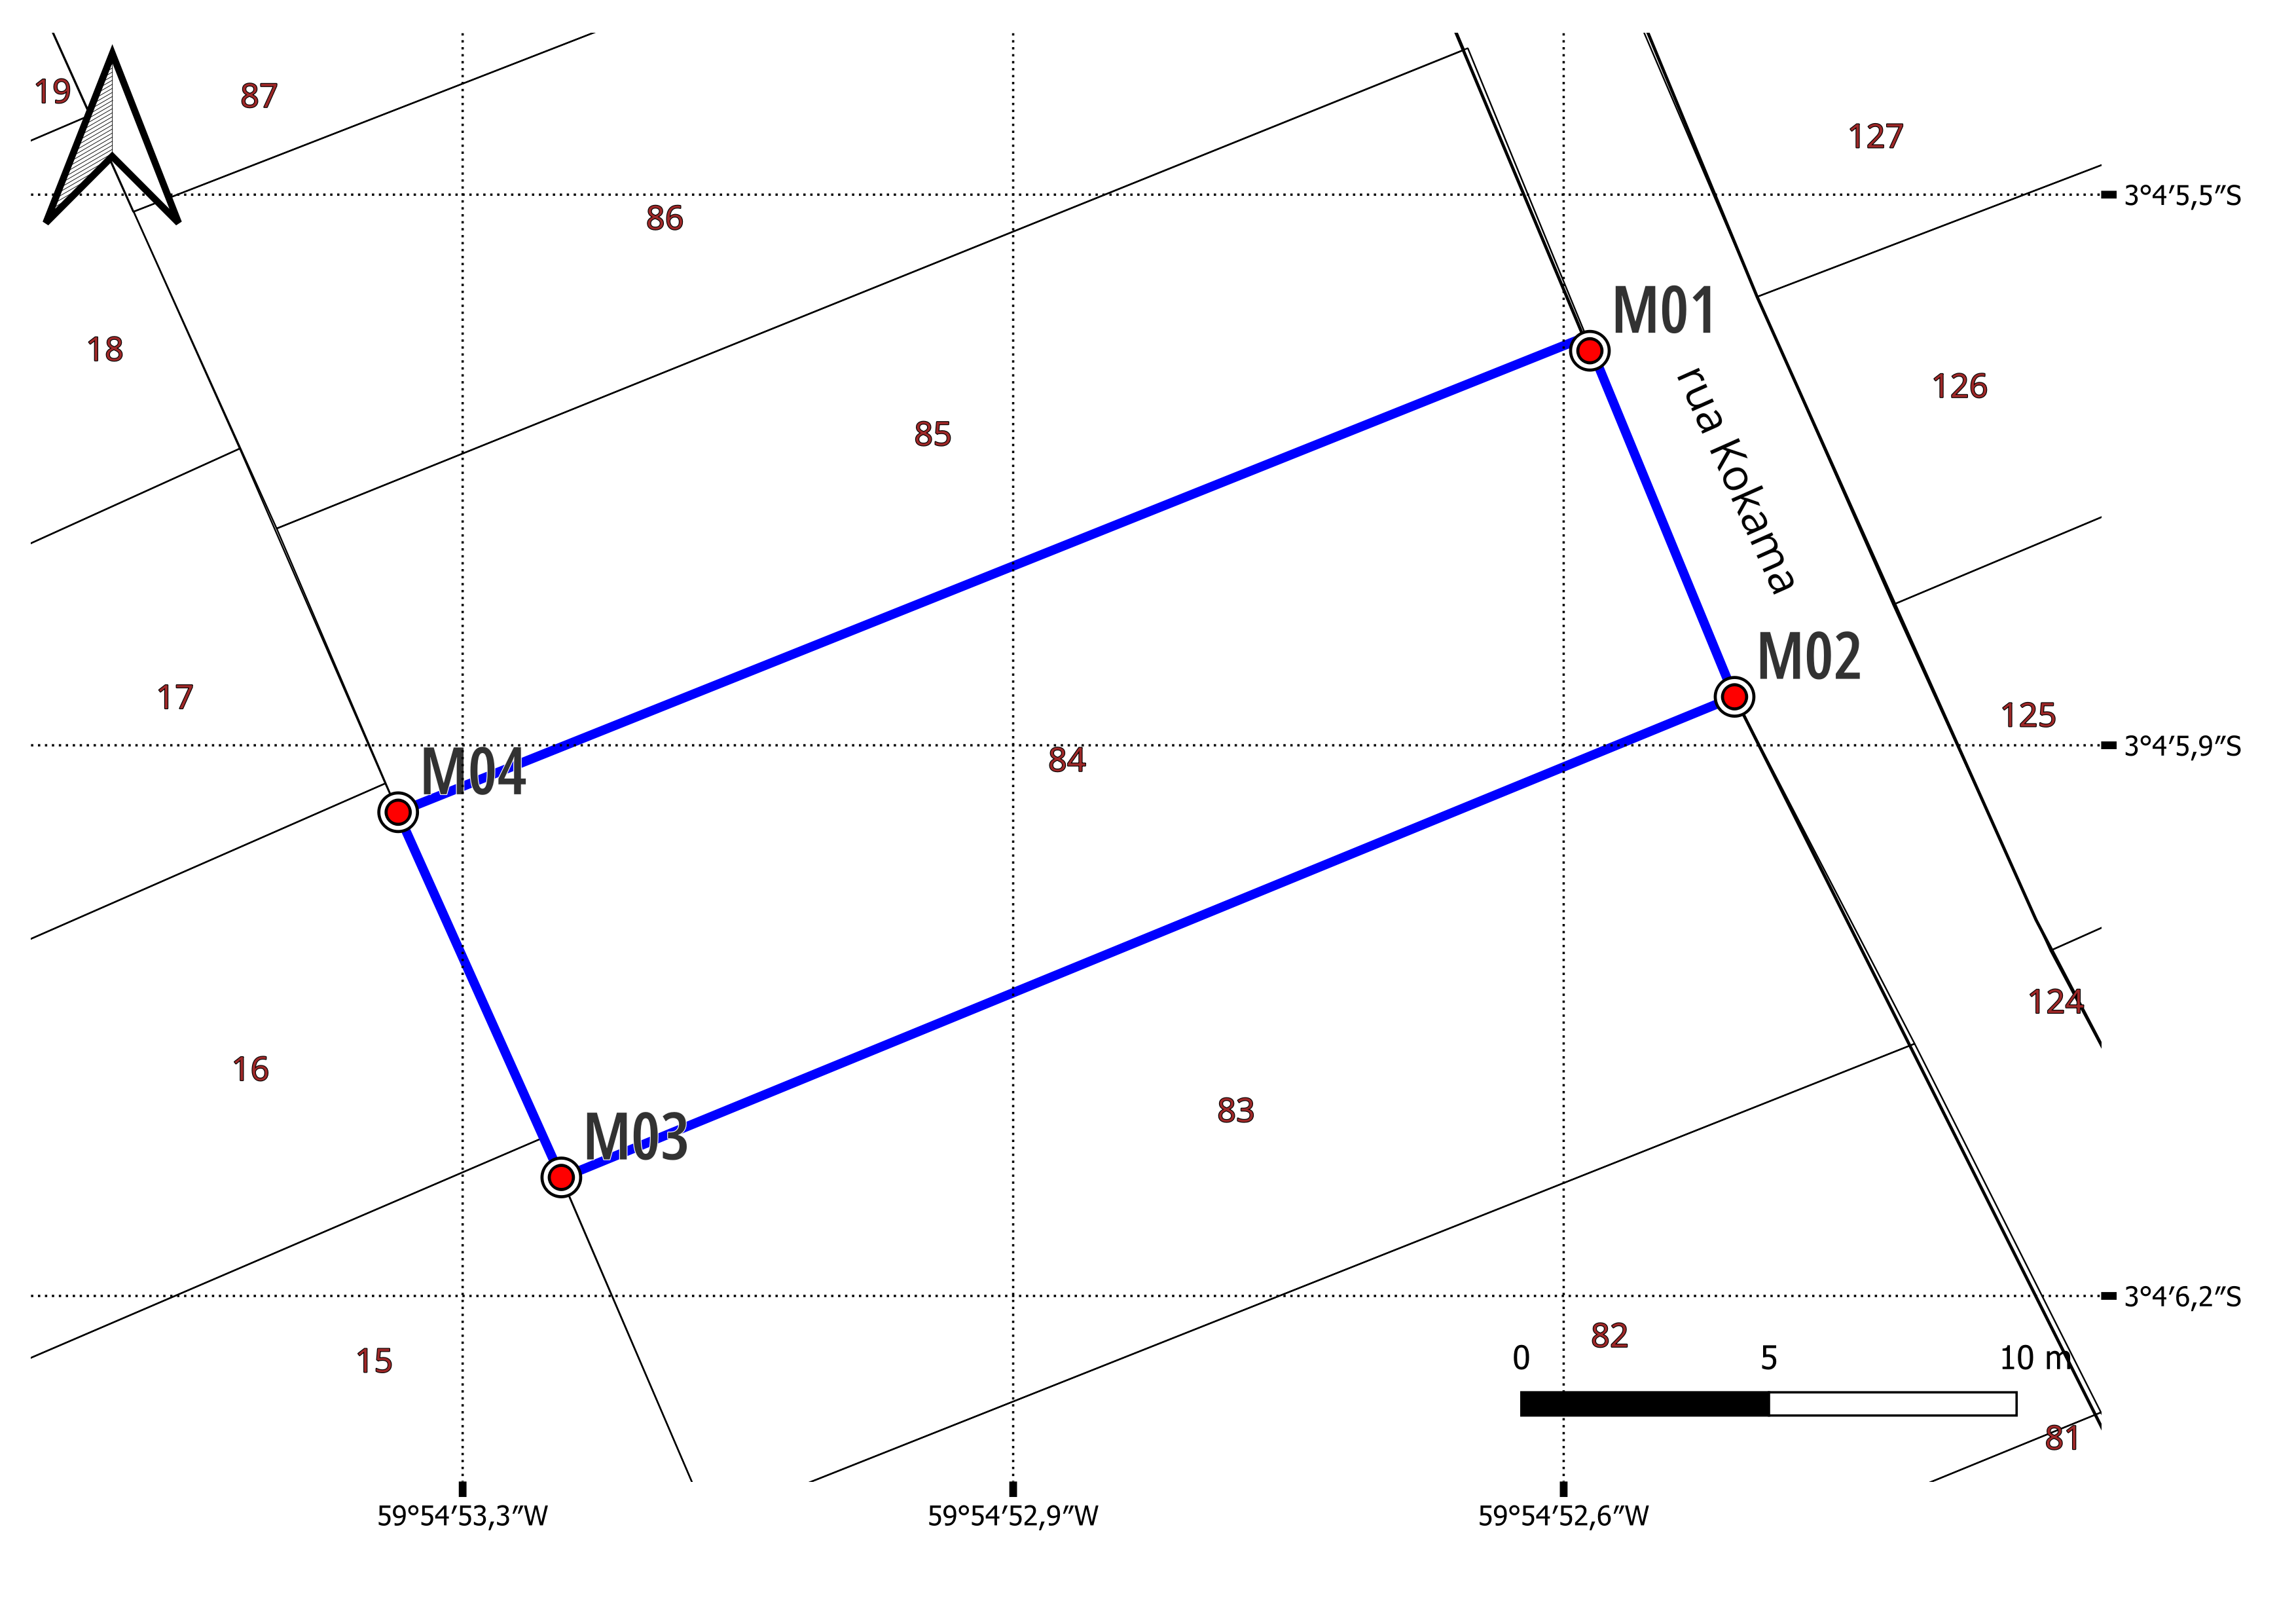 19
87
127
86
3°4′5,5″S
M01
18
126
rua Kokama
85
M02
17
125
3°4′5,9″S
M04
84
124
16
83
M03
3°4′6,2″S
82
15
0 5 10 m
81
59°54′53,3″W 59°54′52,9″W 59°54′52,6″W